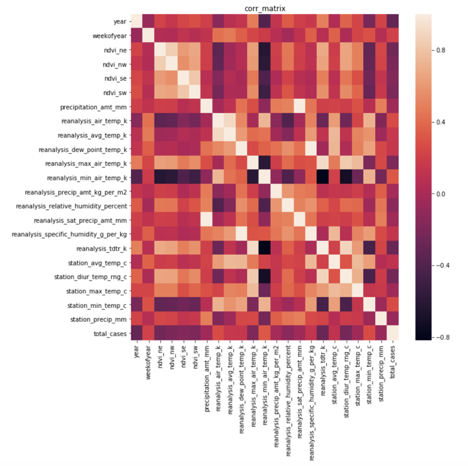 corr_matrix
year
weekofyear
ndvi_ne
ndvi_nw
ndvi_se
ndvi_sw
precipitation_amt_mm
reanalysis_air_temp_k
reanalysis_avg_temp_k
reanalysis_dew_point_temp_k
reanalysis_max_air_temp_k
reanalysis_min_air_temp_k
reanalysis_precip_amt_kg_per_m2
reanalysis_relative_humidity_percent
reanalysis_sat_precip_amt_mm
reanalysis_specific_humidity_g_per_kg
reanalysis_tdtr_k
station_avg_temp_c
station_diur_temp_rng_c
station_max_temp_c
station_min_temp_c
station_precip_mm
total_cases
year
weekofyear
ndvi_ne
ndvi_nw
ndvi_se
ndvi_sw
precipitation_amt_mm
reanalysis_air_temp_k
reanalysis_avg_temp_k
reanalysis_dew_point_temp_k
reanalysis_max_air_temp_k
reanalysis_min_air_temp_k
reanalysis_precip_amt_kg_per_m2
reanalysis_relative_humidity_percent
reanalysis_sat_precip_amt_mm
reanalysis_specific_humidity_g_per_kg
reanalysis_tdtr_k
station_avg_temp_c
station_diur_temp_rng_c
station_max_temp_c
station_min_temp_c
station_precip_mm
total_cases
0.8
0.4
0.0
-0.4
-0.8